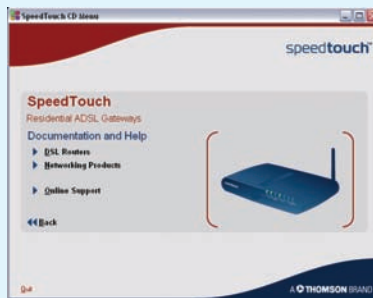 SpeedTouch CD Menu
speedtouch™
SpeedTouch
Residential ADSL Gateways
Documentation and Help
DSL Routers
Networking Products
Online Support
Back
Quit
A THOMSON BRAND